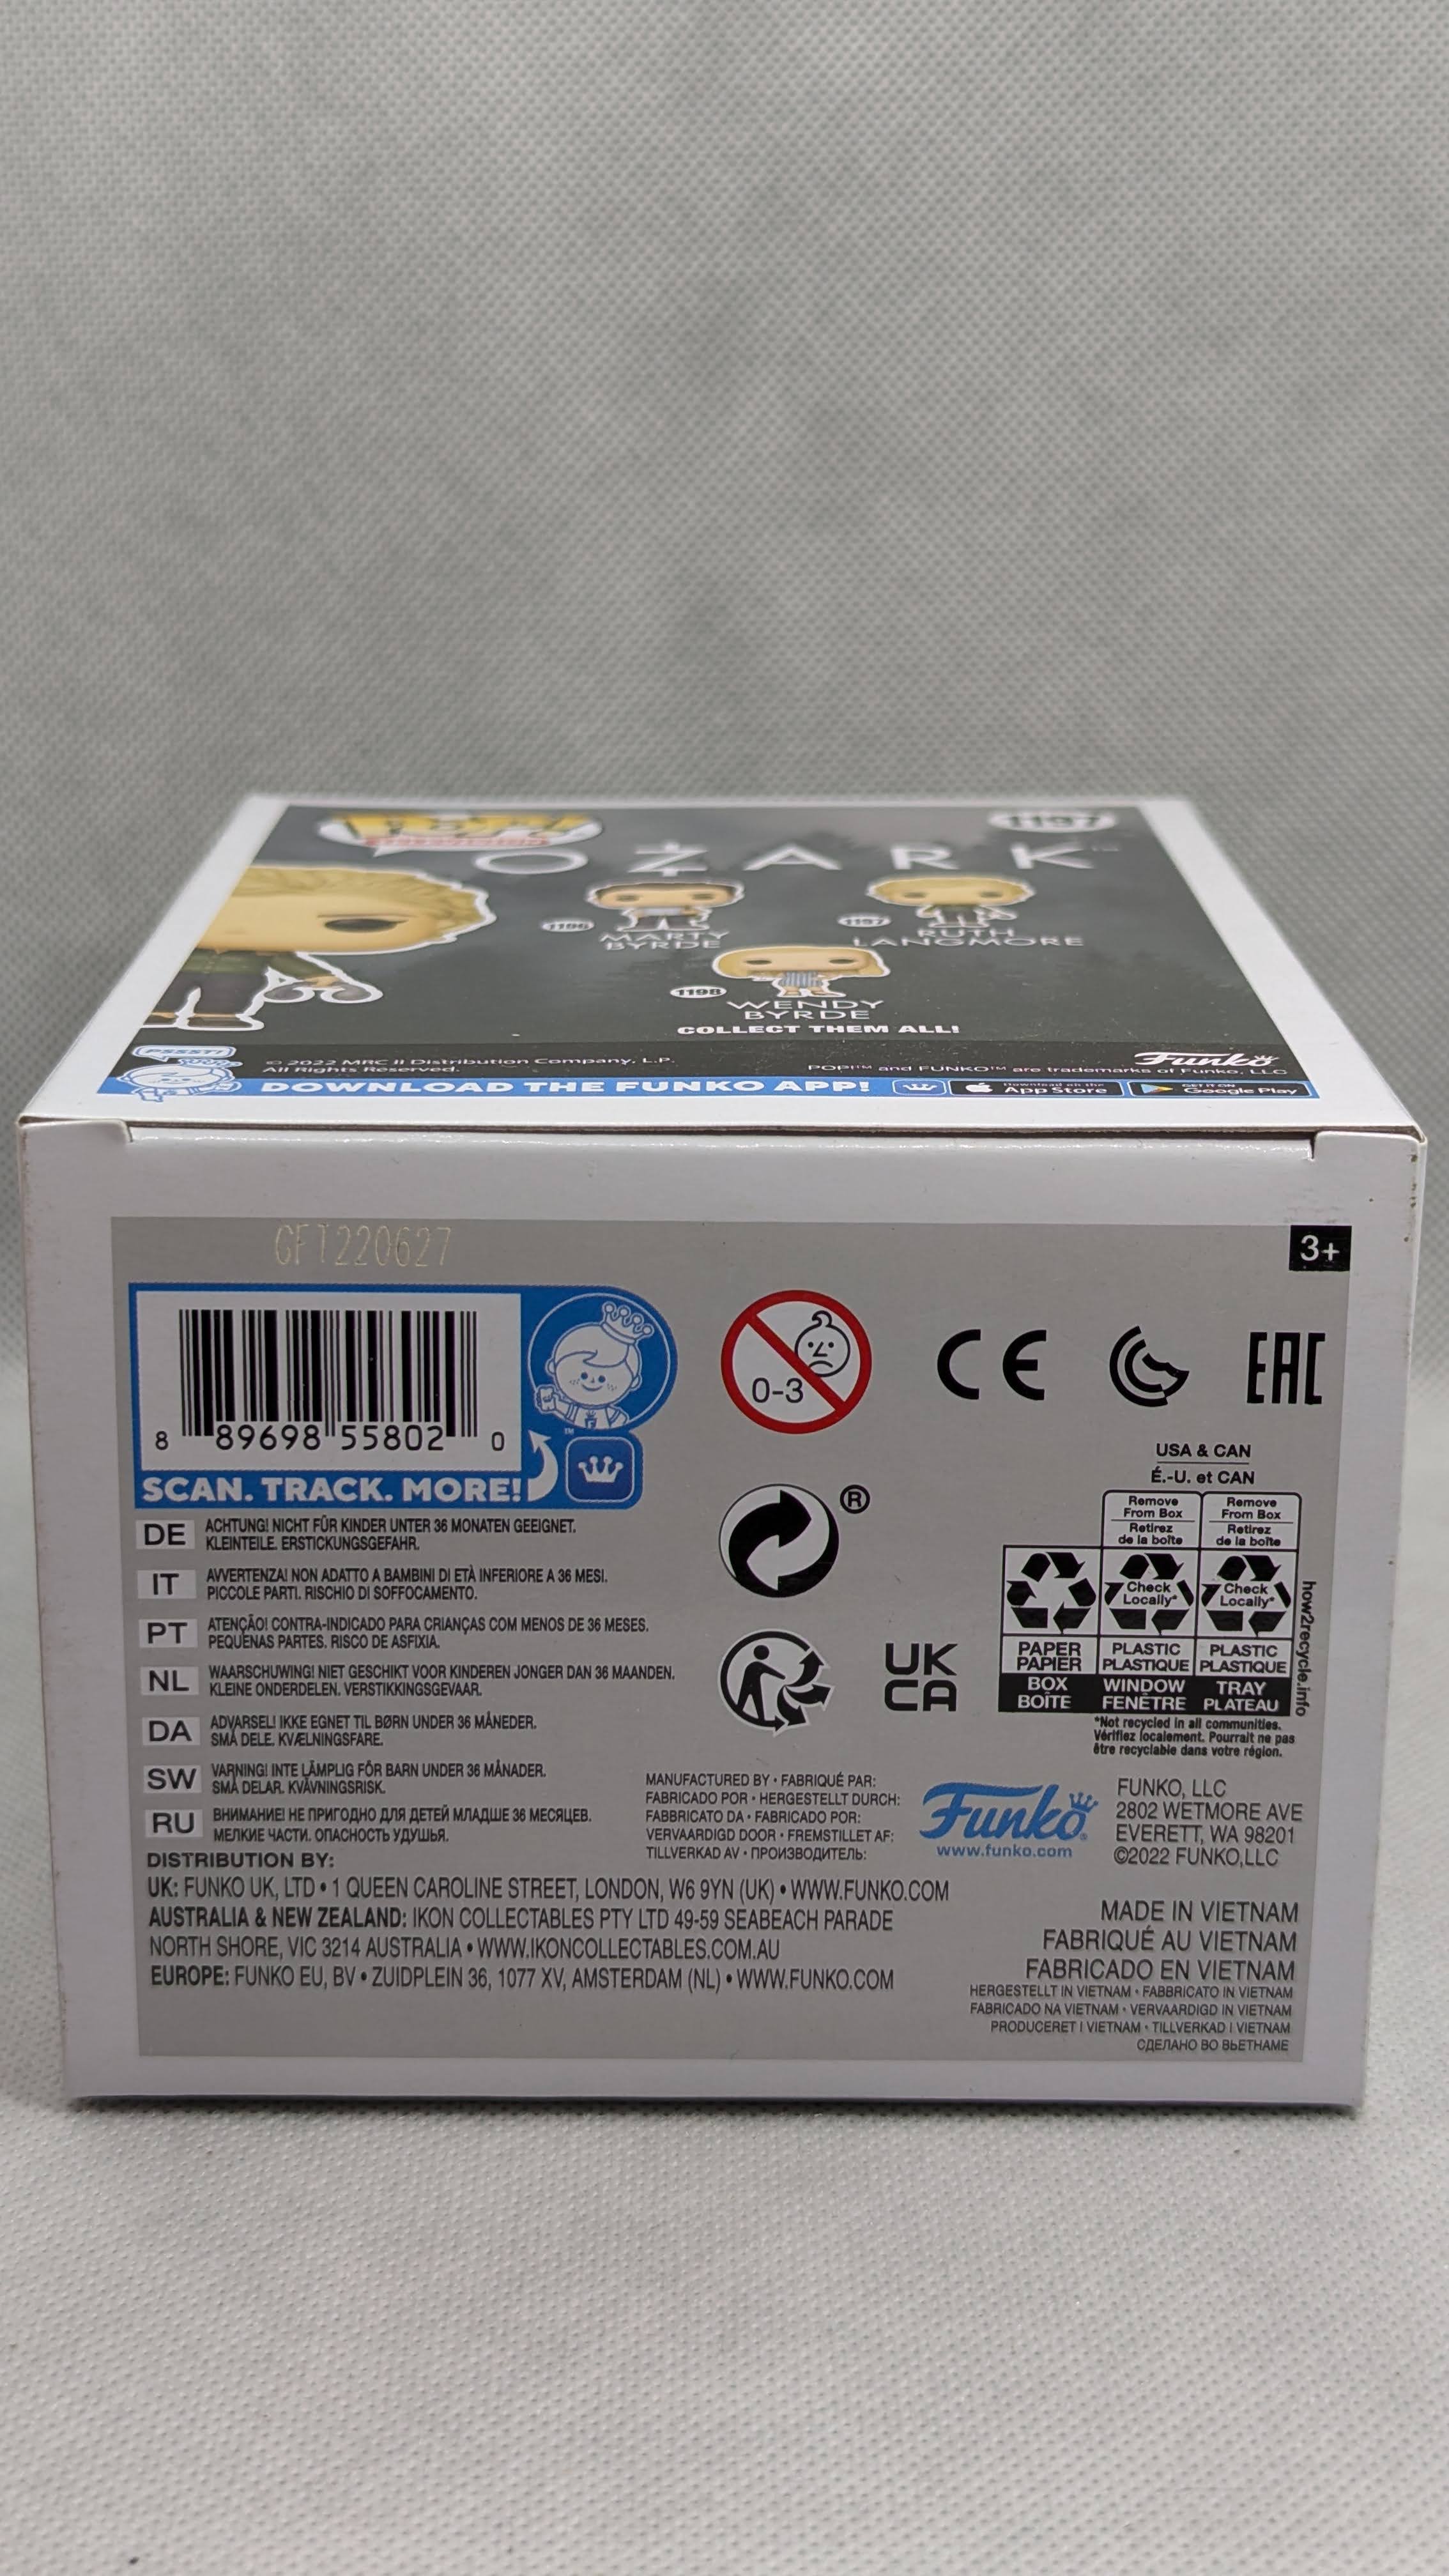 POP!
TELEVISION
1197
OZARK™
1196
MARTY
BYRDE
1197
RUTH
LANGMORE
1198
WENDY
BYRDE
COLLECT THEM ALL!
PSSST!
© 2022 MRC II Distribution Company, L.P.
All Rights Reserved.
POP!™ and FUNKO™ are trademarks of Funko, LLC
Funko
DOWNLOAD THE FUNKO APP!
Download on the
App Store
GET IT ON
Google Play
GFT220627
3+
8 89698 55802 0
™
SCAN. TRACK. MORE!
0-3
CE
EAC
®
UK
CA
USA & CAN
É.-U. et CAN
Remove
From Box
Retirez
de la boîte
Remove
From Box
Retirez
de la boîte
Check
Locally*
Check
Locally*
PAPER
PAPIER
PLASTIC
PLASTIQUE
PLASTIC
PLASTIQUE
BOX
BOÎTE
WINDOW
FENÊTRE
TRAY
PLATEAU
how2recycle.info
*Not recycled in all communities.
Vérifiez localement. Pourrait ne pas
être recyclable dans votre région.
DE ACHTUNG! NICHT FÜR KINDER UNTER 36 MONATEN GEEIGNET.
KLEINTEILE. ERSTICKUNGSGEFAHR.
IT AVVERTENZA! NON ADATTO A BAMBINI DI ETÀ INFERIORE A 36 MESI.
PICCOLE PARTI. RISCHIO DI SOFFOCAMENTO.
PT ATENÇÃO! CONTRA-INDICADO PARA CRIANÇAS COM MENOS DE 36 MESES.
PEQUENAS PARTES. RISCO DE ASFIXIA.
NL WAARSCHUWING! NIET GESCHIKT VOOR KINDEREN JONGER DAN 36 MAANDEN.
KLEINE ONDERDELEN. VERSTIKKINGSGEVAAR.
DA ADVARSEL! IKKE EGNET TIL BØRN UNDER 36 MÅNEDER.
SMÅ DELE. KVÆLNINGSFARE.
SW VARNING! INTE LÄMPLIG FÖR BARN UNDER 36 MÅNADER.
SMÅ DELAR. KVÄVNINGSRISK.
RU ВНИМАНИЕ! НЕ ПРИГОДНО ДЛЯ ДЕТЕЙ МЛАДШЕ 36 МЕСЯЦЕВ.
МЕЛКИЕ ЧАСТИ. ОПАСНОСТЬ УДУШЬЯ.
MANUFACTURED BY • FABRIQUÉ PAR:
FABRICADO POR • HERGESTELLT DURCH:
FABBRICATO DA • FABRICADO POR:
VERVAARDIGD DOOR • FREMSTILLET AF:
TILLVERKAD AV • ПРОИЗВОДИТЕЛЬ:
Funko®
www.funko.com
FUNKO, LLC
2802 WETMORE AVE
EVERETT, WA 98201
©2022 FUNKO,LLC
DISTRIBUTION BY:
UK: FUNKO UK, LTD • 1 QUEEN CAROLINE STREET, LONDON, W6 9YN (UK) • WWW.FUNKO.COM
AUSTRALIA & NEW ZEALAND: IKON COLLECTABLES PTY LTD 49-59 SEABEACH PARADE
NORTH SHORE, VIC 3214 AUSTRALIA • WWW.IKONCOLLECTABLES.COM.AU
EUROPE: FUNKO EU, BV • ZUIDPLEIN 36, 1077 XV, AMSTERDAM (NL) • WWW.FUNKO.COM
MADE IN VIETNAM
FABRIQUÉ AU VIETNAM
FABRICADO EN VIETNAM
HERGESTELLT IN VIETNAM • FABBRICATO IN VIETNAM
FABRICADO NA VIETNAM • VERVAARDIGD IN VIETNAM
PRODUCERET I VIETNAM • TILLVERKAD I VIETNAM
СДЕЛАНО ВО ВЬЕТНАМЕ